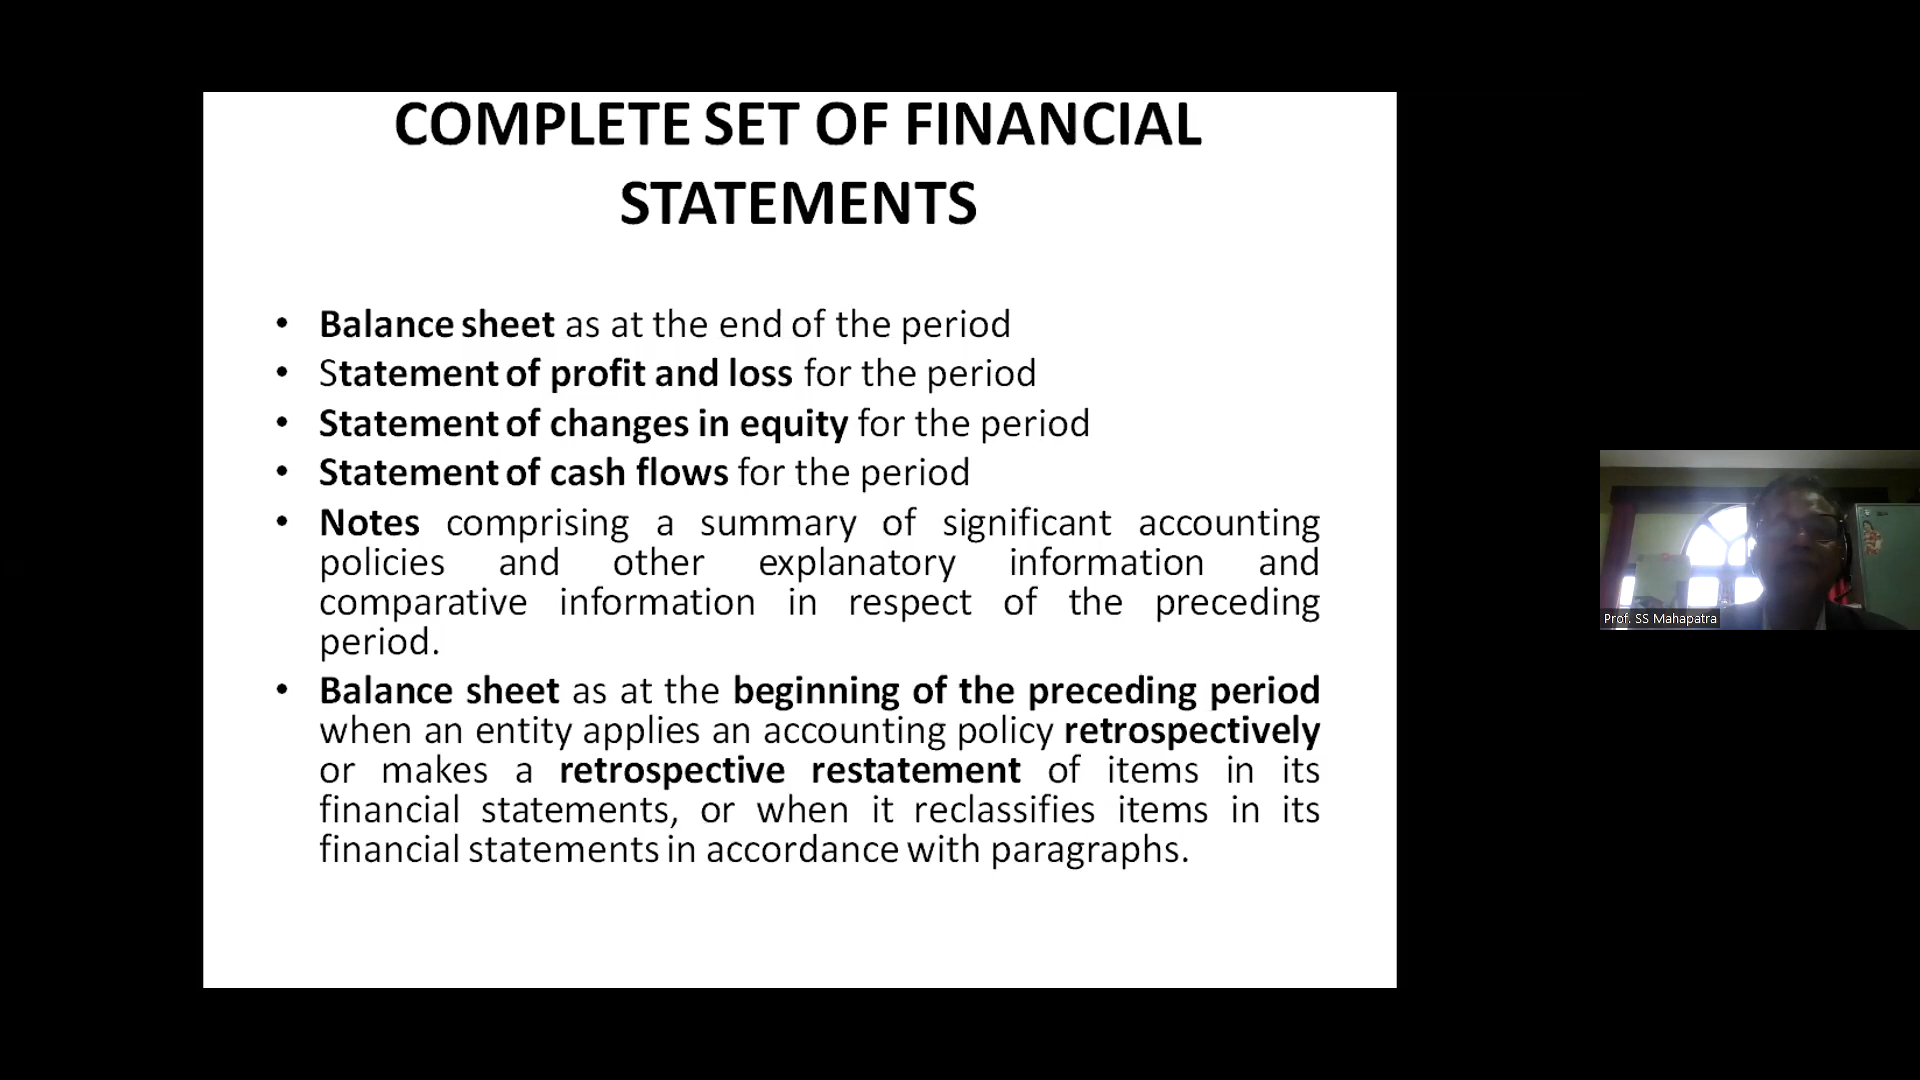 COMPLETE SET OF FINANCIAL
STATEMENTS
• Balance sheet as at the end of the period
• Statement of profit and loss for the period
• Statement of changes in equity for the period
• Statement of cash flows for the period
• Notes comprising a summary of significant accounting
policies and other explanatory information and
comparative information in respect of the preceding
period.
• Balance sheet as at the beginning of the preceding period
when an entity applies an accounting policy retrospectively
or makes a retrospective restatement of items in its
financial statements, or when it reclassifies items in its
financial statements in accordance with paragraphs.
Prof. SS Mahapatra